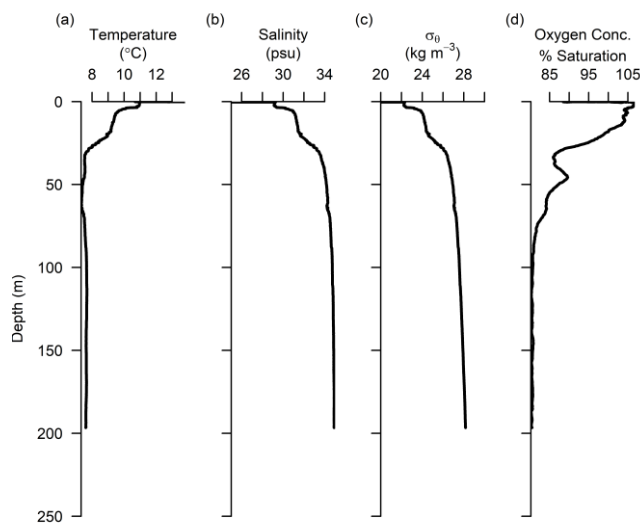 (a) Temperature
(°C)
8 10 12
(b) Salinity
(psu)
26 30 34
(c) σθ
(kg m⁻³)
20 24 28
(d) Oxygen Conc.
% Saturation
85 95 105
0
50
100
150
200
250
Depth (m)